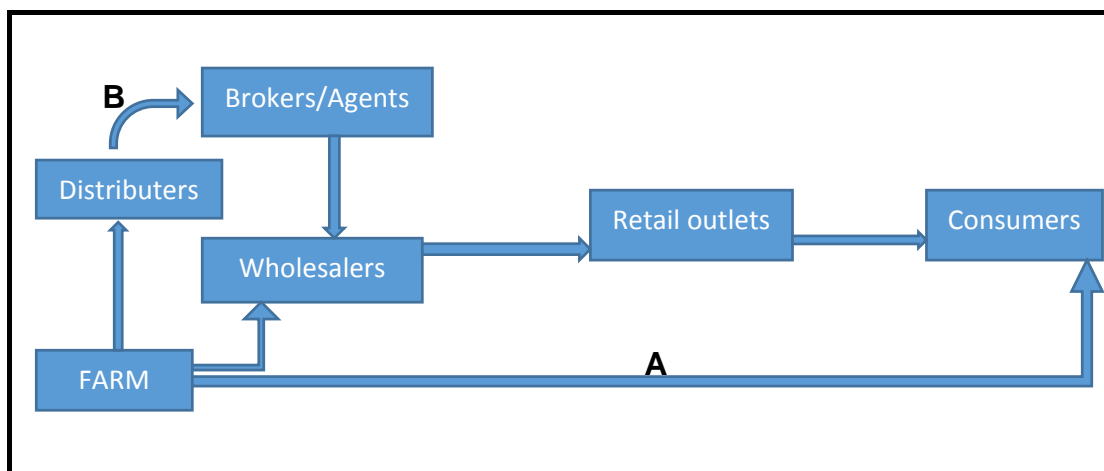 B
Brokers/Agents
Distributers
Retail outlets
Consumers
Wholesalers
FARM
A